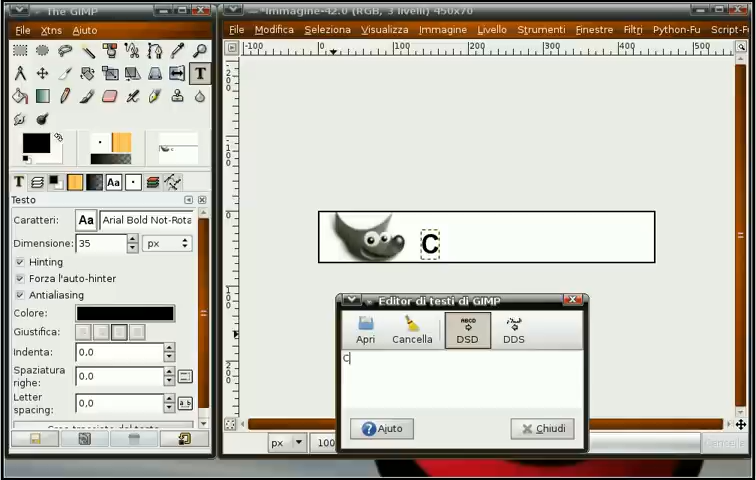 The GIMP
File Xtns Aiuto
Testo
Caratteri: Aa Arial Bold Not-Rota
Dimensione: 35 px
Hinting
Forza l'auto-hinter
Antialiasing
Colore:
Giustifica:
Indenta: 0,0
Spaziatura righe: 0,0
Letter spacing: 0,0
*Immagine-42.0 (RGB, 3 livelli) 450x70
File Modifica Seleziona Visualizza Immagine Livello Strumenti Finestre Filtri Python-Fu Script-F
-100 0 100 200 300 400 500
C
Editor di testi di GIMP
Apri Cancella DSD DDS
C
Aiuto Chiudi
px 100
Cancella